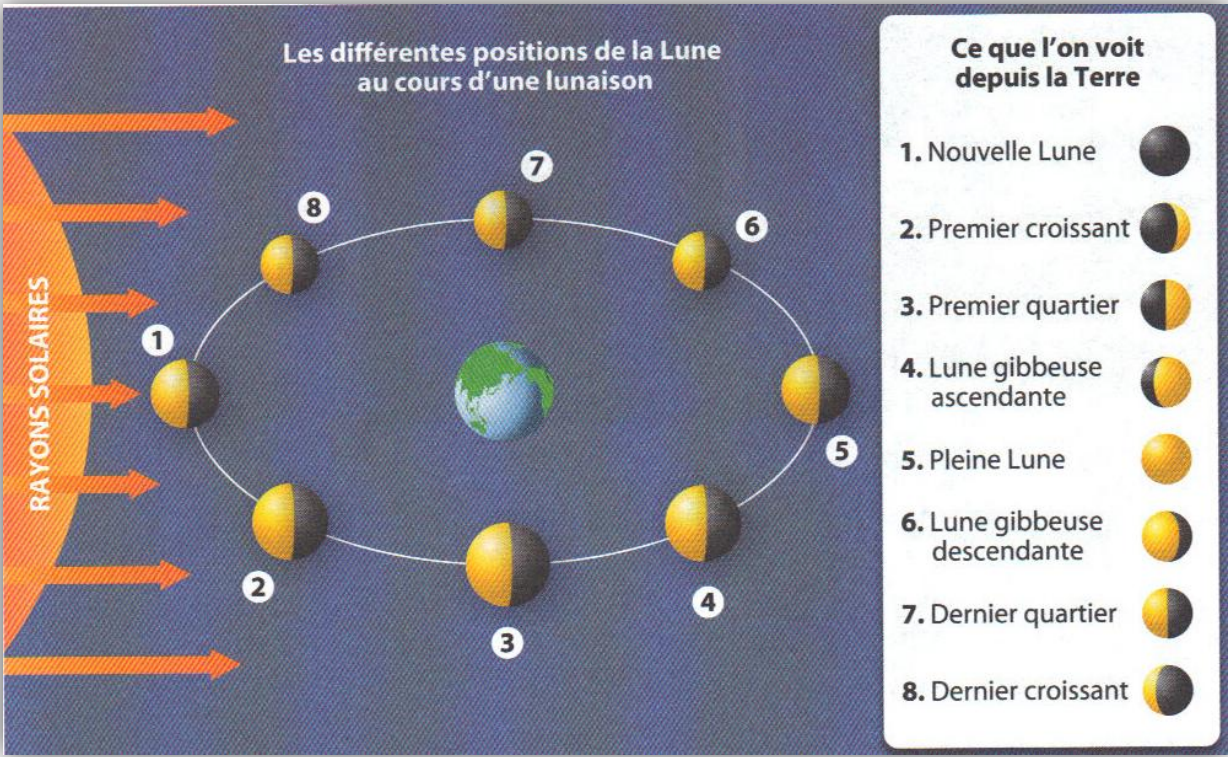 Les différentes positions de la Lune
au cours d'une lunaison
RAYONS SOLAIRES
1
2
3
4
5
6
7
8
Ce que l'on voit
depuis la Terre
1. Nouvelle Lune
2. Premier croissant
3. Premier quartier
4. Lune gibbeuse
ascendante
5. Pleine Lune
6. Lune gibbeuse
descendante
7. Dernier quartier
8. Dernier croissant